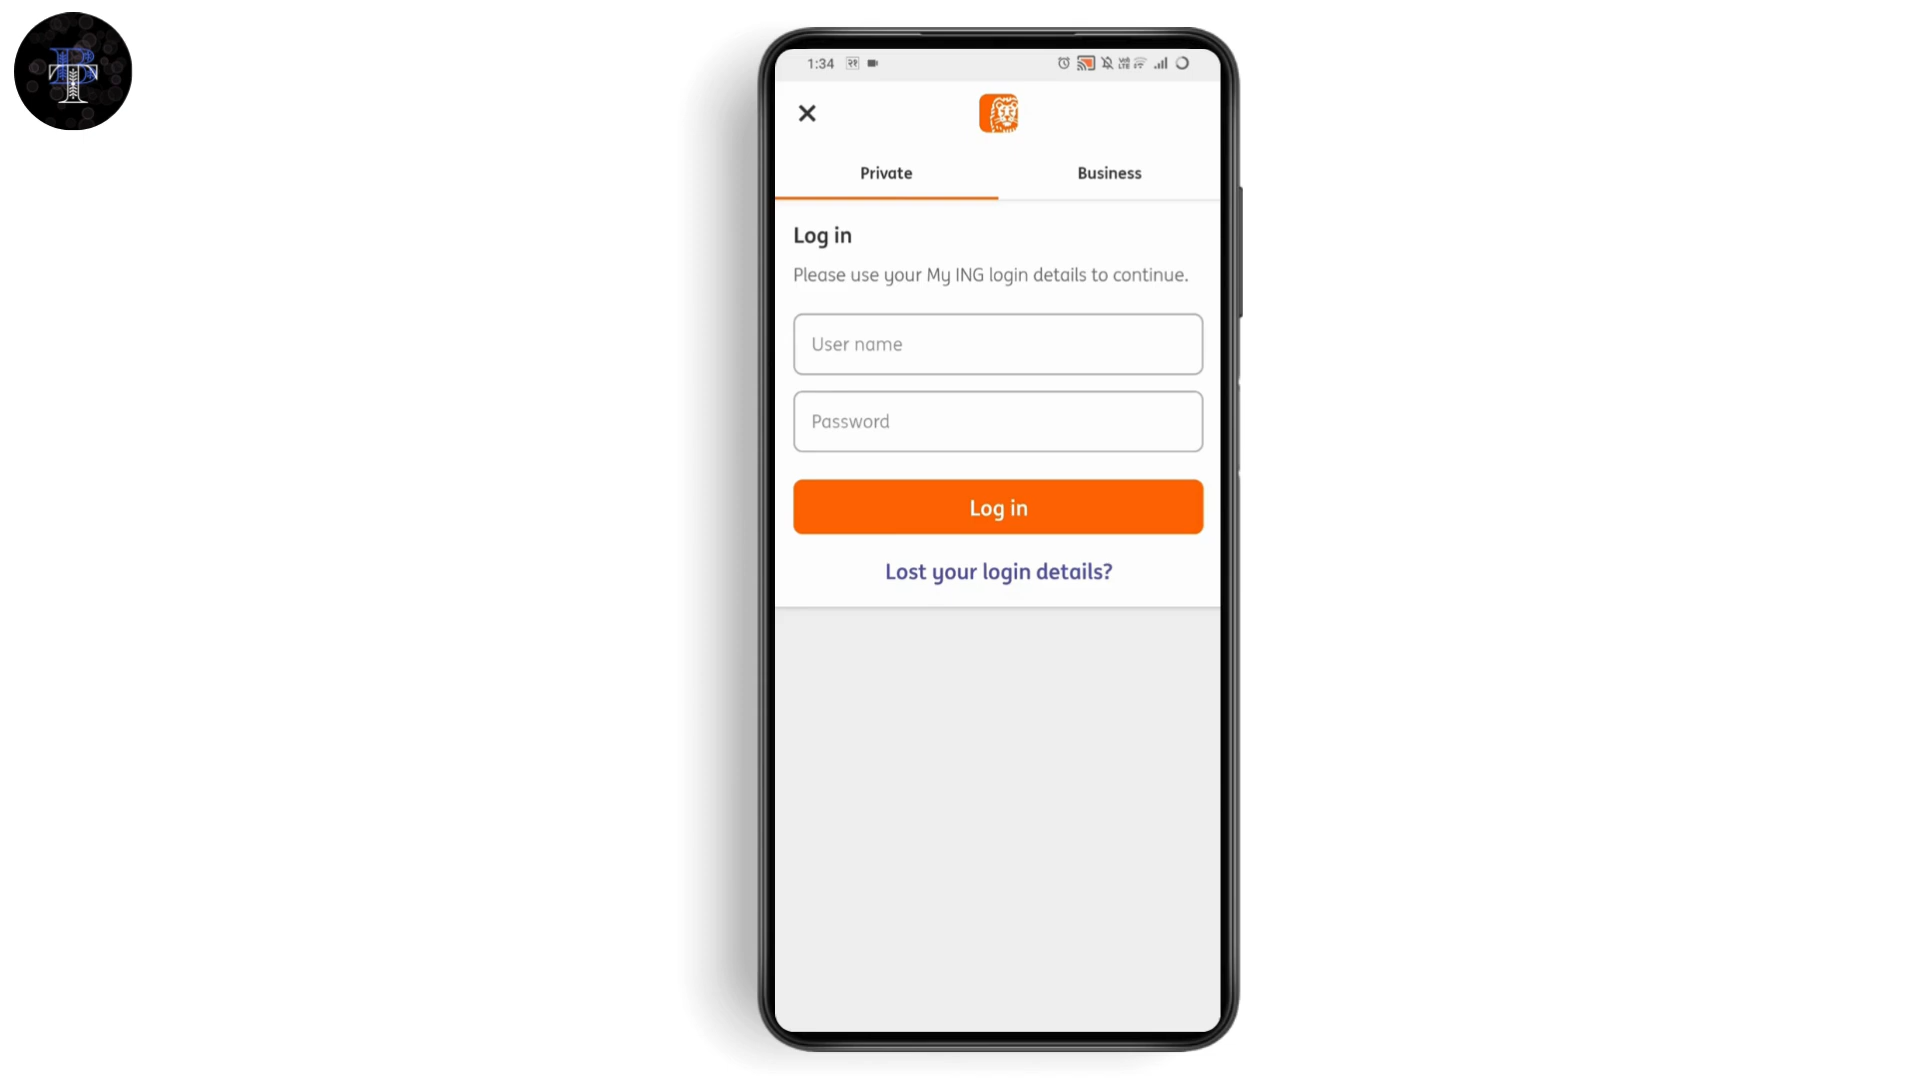 1:34
Private Business
Log in
Please use your My ING login details to continue.
User name
Password
Log in
Lost your login details?